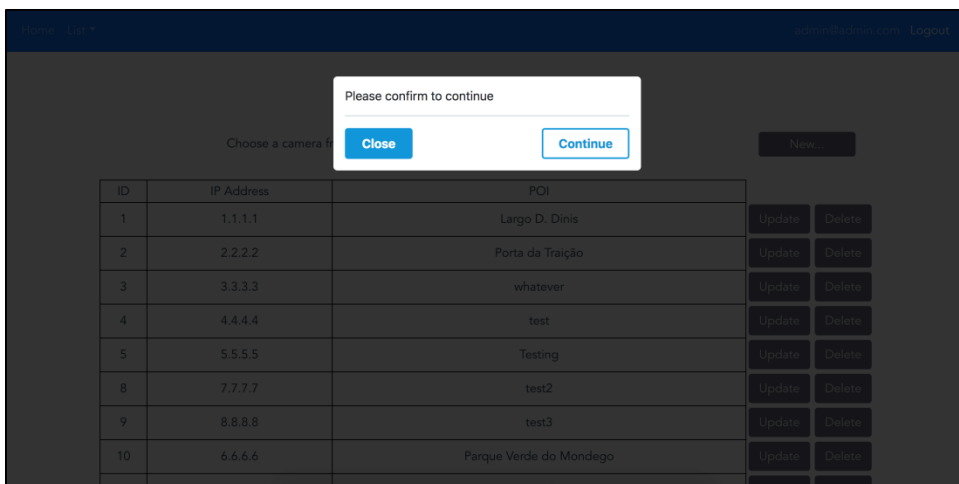 Home List admin@admin.com Logout
Please confirm to continue
Close Continue
Choose a camera New...
ID IP Address POI
1 1.1.1.1 Largo D. Dinis Update Delete
2 2.2.2.2 Porta da Traição Update Delete
3 3.3.3.3 whatever Update Delete
4 4.4.4.4 test Update Delete
5 5.5.5.5 Testing Update Delete
8 7.7.7.7 test2 Update Delete
9 8.8.8.8 test3 Update Delete
10 6.6.6.6 Parque Verde do Mondego Update Delete